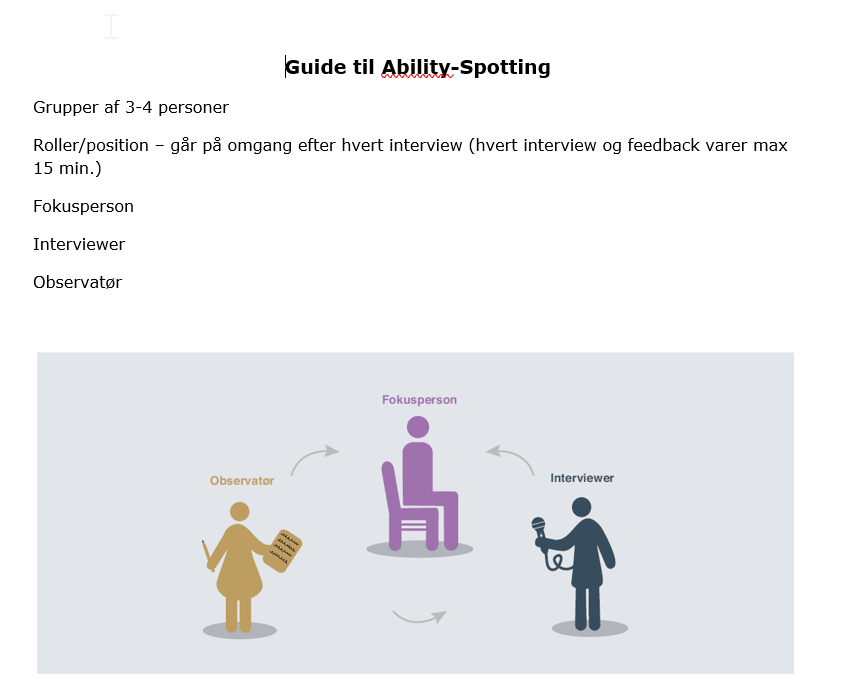 Guide til Ability-Spotting
Grupper af 3-4 personer
Roller/position – går på omgang efter hvert interview (hvert interview og feedback varer max
15 min.)
Fokusperson
Interviewer
Observatør
Fokusperson
Observatør
Interviewer